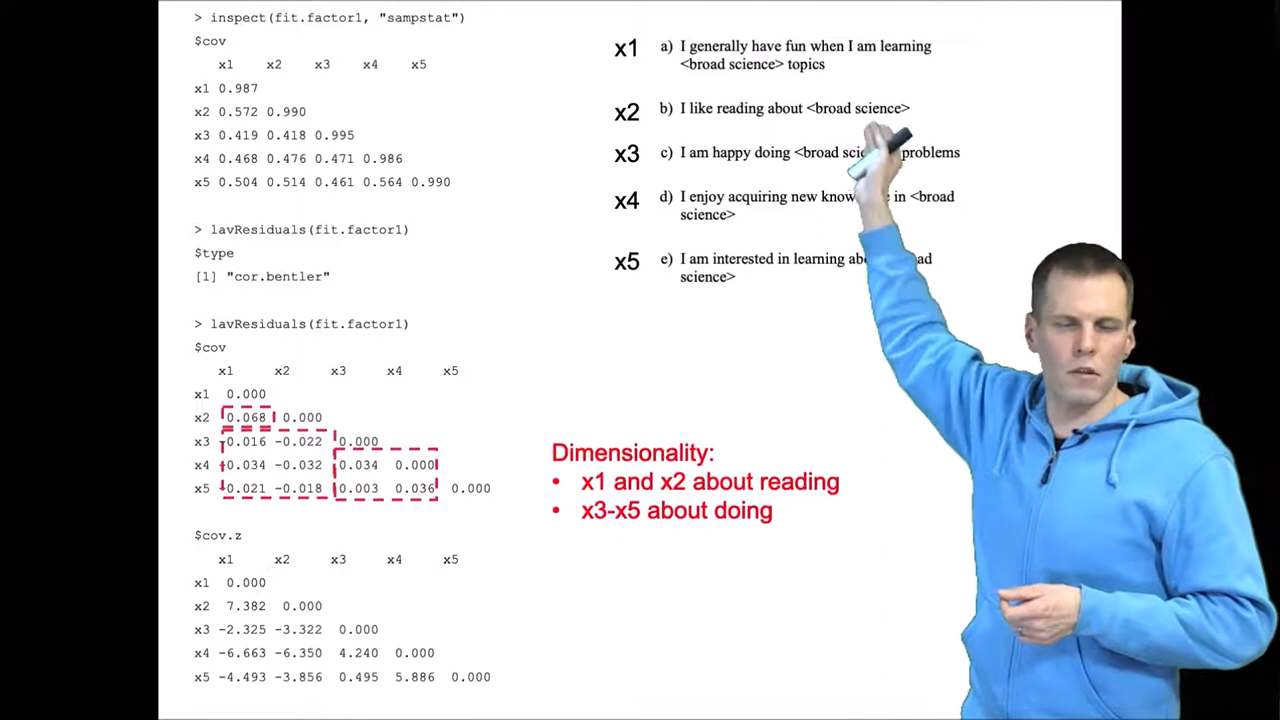 > inspect(fit.factor1, "sampstat")
$cov
x1 x2 x3 x4 x5
x1 0.987
x2 0.572 0.990
x3 0.419 0.418 0.995
x4 0.468 0.476 0.471 0.986
x5 0.504 0.514 0.461 0.564 0.990
> lavResiduals(fit.factor1)
$type
[1] "cor.bentler"
> lavResiduals(fit.factor1)
$cov
x1 x2 x3 x4 x5
x1 0.000
x2 0.068 0.000
x3 -0.016 -0.022 0.000
x4 -0.034 -0.032 0.034 0.000
x5 -0.021 -0.018 0.003 0.036 0.000
$cov.z
x1 x2 x3 x4 x5
x1 0.000
x2 7.382 0.000
x3 -2.325 -3.322 0.000
x4 -6.663 -6.350 4.240 0.000
x5 -4.493 -3.856 0.495 5.886 0.000
x1 a) I generally have fun when I am learning
<broad science> topics
x2 b) I like reading about <broad science>
x3 c) I am happy doing <broad problems
x4 d) I enjoy acquiring new in <broad
science>
x5 e) I am interested in learning
science>
Dimensionality:
• x1 and x2 about reading
• x3-x5 about doing